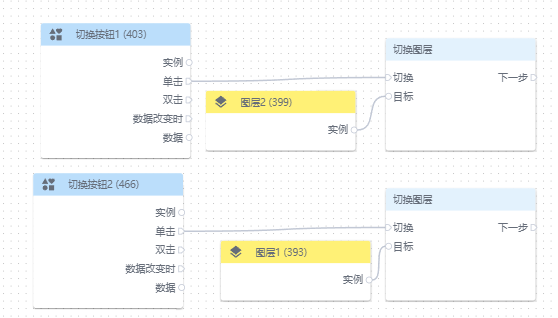 切换按钮1 (403)
实例
单击
双击
数据改变时
数据
图层2 (399)
实例
切换图层
切换
下一步
目标
切换按钮2 (466)
实例
单击
双击
数据改变时
数据
图层1 (393)
实例
切换图层
切换
下一步
目标